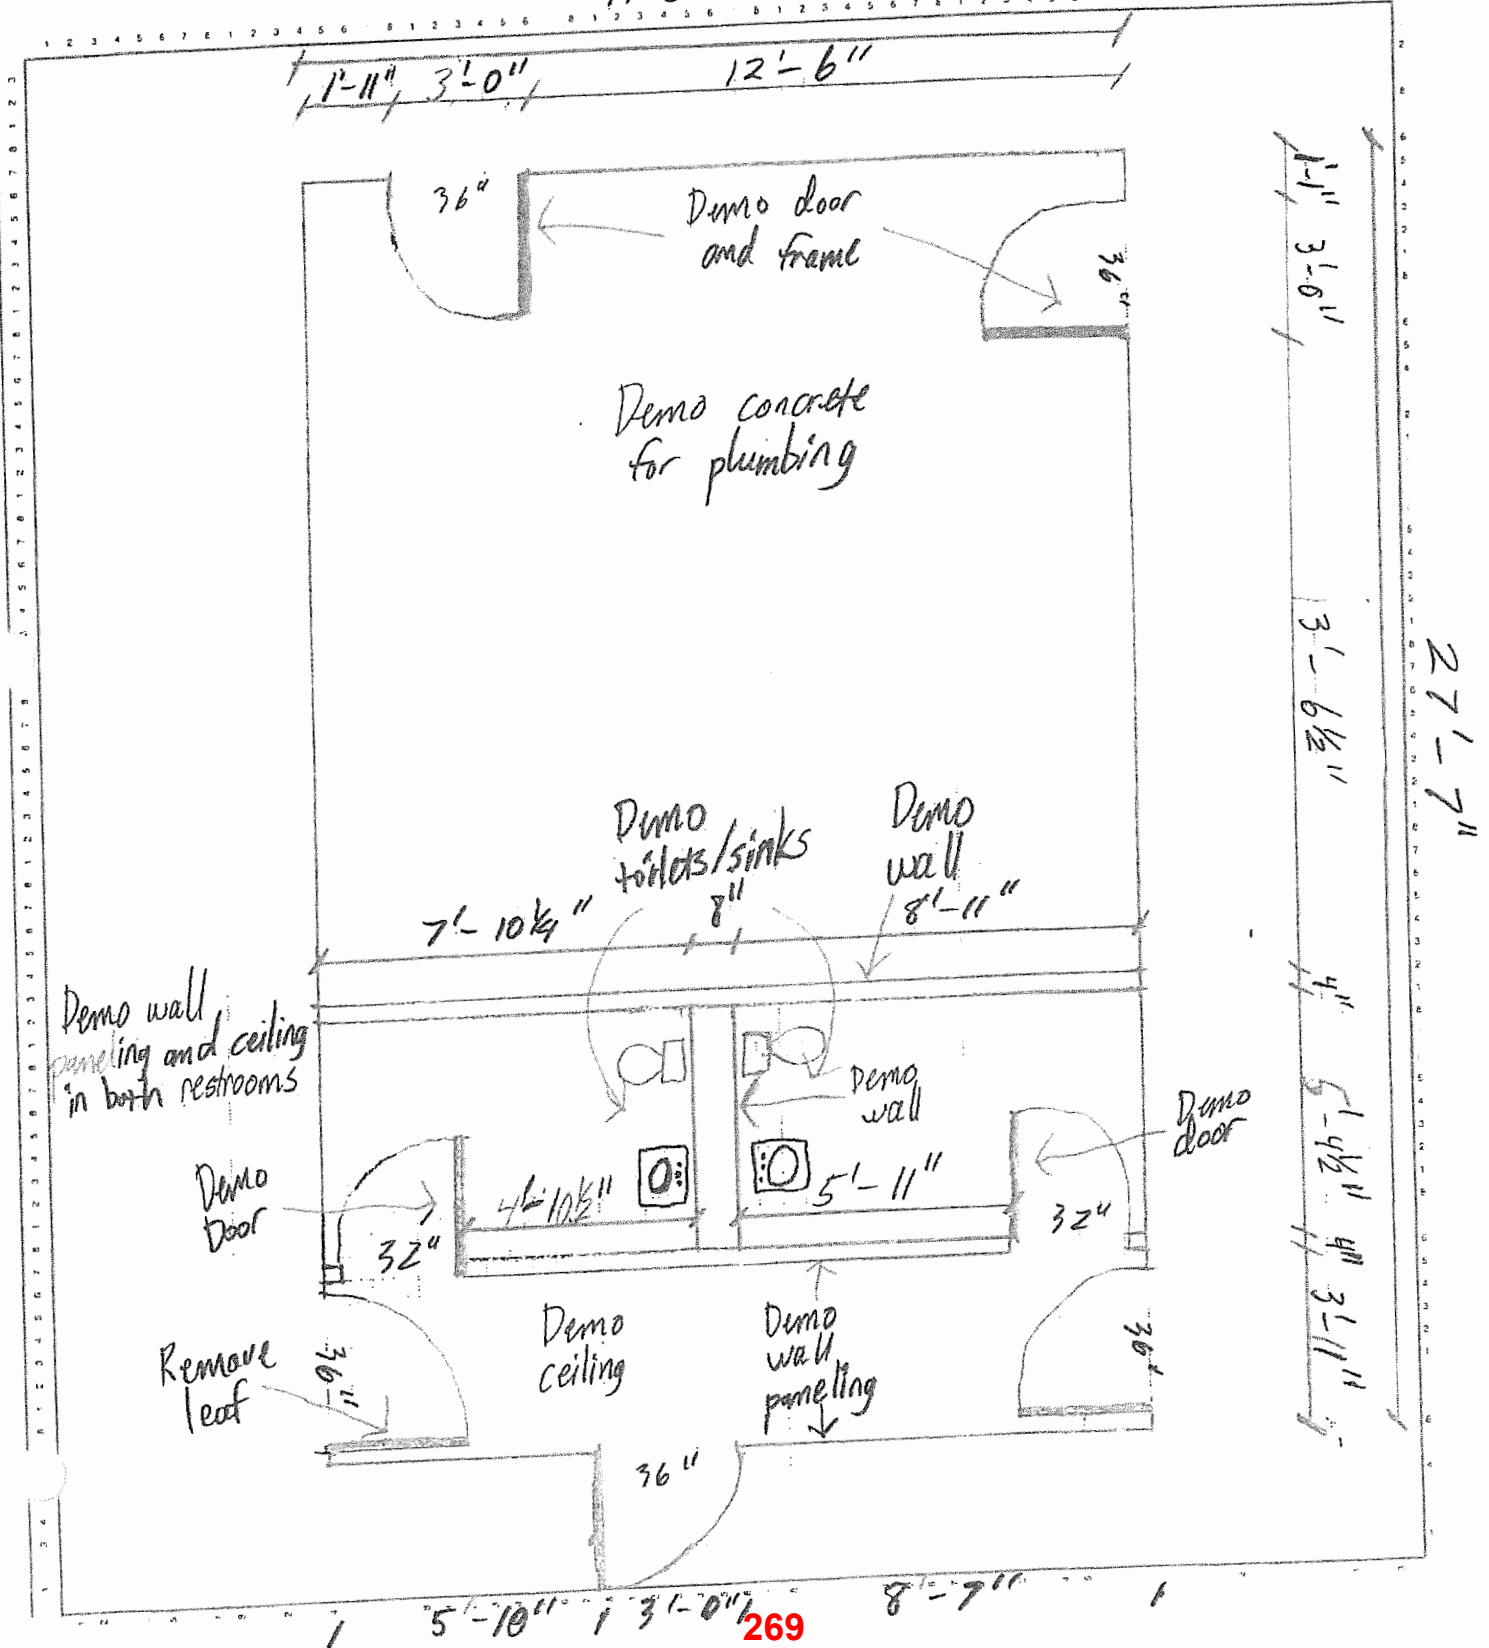 1'-11" 3'-0" 12'-6"
36"
Demo door
and frame
36"
1'-1" 3'-0"
Demo concrete
for plumbing
13'-6½"
27'-7"
Demo
toilets/sinks
Demo
wall
7'-10¼" 8" 8'-11"
4"
Demo wall
paneling and ceiling
in both restrooms
Demo
wall
Demo
door
5'-4½"
Demo
Door
4'-10½" 5'-11"
32" 32"
4"
3'-11"
Remove
leaf
36"
Demo
ceiling
Demo
wall
paneling
36"
36"
5'-10" 3'-0" 8'-7"
269